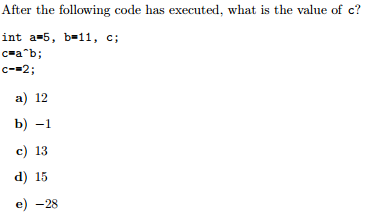 After the following code has executed, what is the value of c?
int a=5, b=11, c;
c=a^b;
c-=2;
a) 12
b) −1
c) 13
d) 15
e) −28